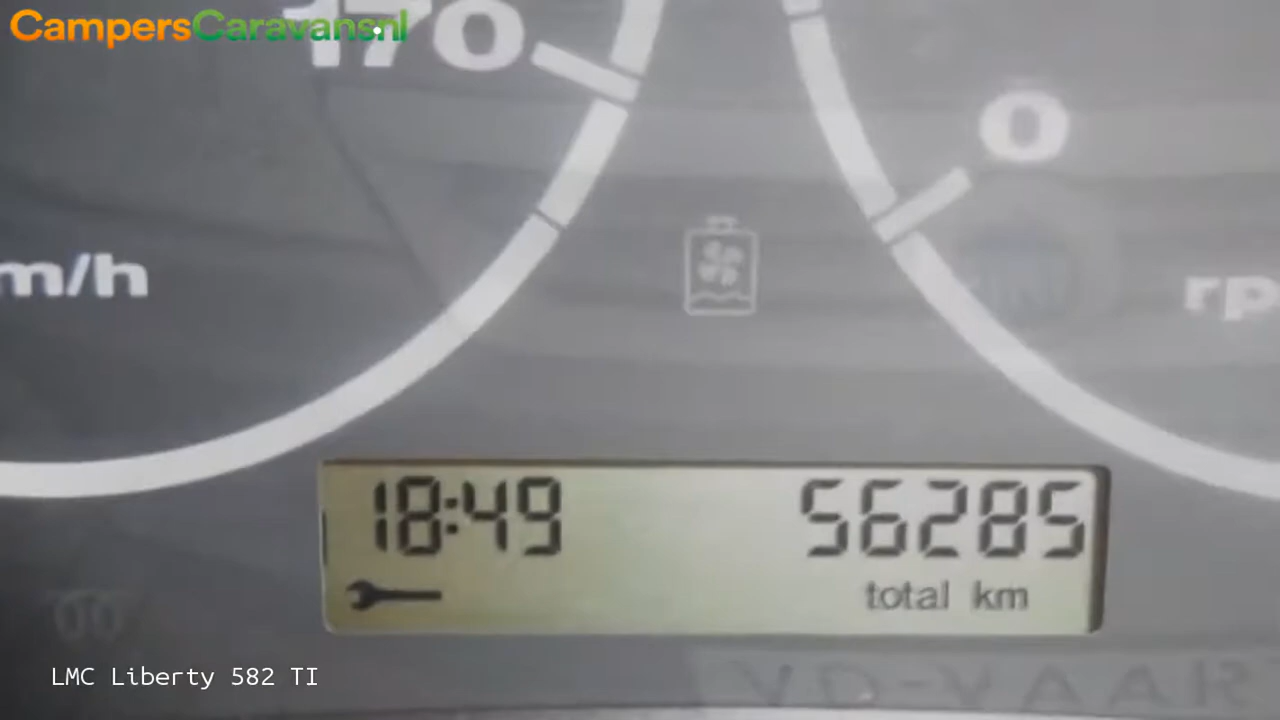 CampersCaravans.nl
170
0
m/h
rp
18:49 56285
total km
LMC Liberty 582 TI